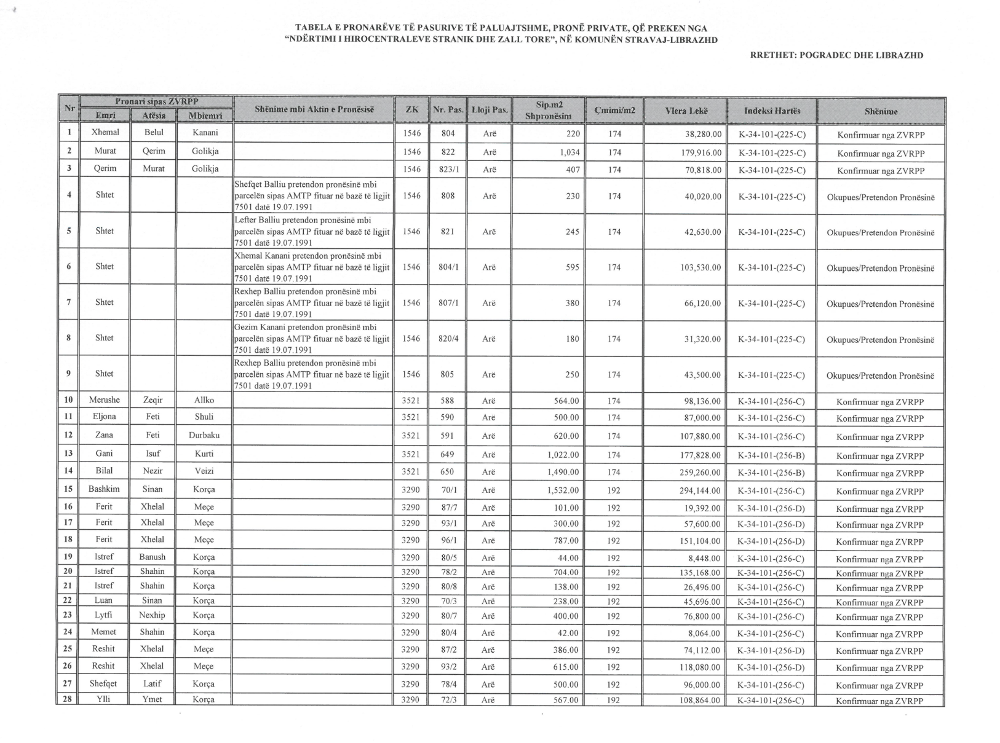 TABELA E PRONARËVE TË PASURIVE TË PALUAJTSHME, PRONË PRIVATE, QË PREKEN NGA
“NDËRTIMI I HIROCENTRALEVE STRANIK DHE ZALL TORE”, NË KOMUNËN STRAVAJ-LIBRAZHD
RRETHET: POGRADEC DHE LIBRAZHD
Nr Pronari sipas ZVRPP Shënime mbi Aktin e Pronësisë ZK Nr. Pas. Lloji Pas. Sip.m2 Shpronësim Çmimi/m2 Vlera Lekë Indeksi Hartës Shënime
Emri Atësia Mbiemri
1 Xhemal Belul Kanani 1546 804 Arë 220 174 38,280.00 K-34-101-(225-C) Konfirmuar nga ZVRPP
2 Murat Qerim Golikja 1546 822 Arë 1,034 174 179,916.00 K-34-101-(225-C) Konfirmuar nga ZVRPP
3 Qerim Murat Golikja 1546 823/1 Arë 407 174 70,818.00 K-34-101-(225-C) Konfirmuar nga ZVRPP
Shefqet Balliu pretendon pronësinë mbi
4 Shtet parcelën sipas AMTP fituar në bazë të ligjit 1546 808 Arë 230 174 40,020.00 K-34-101-(225-C) Okupues/Pretendon Pronësinë
7501 datë 19.07.1991
Lefter Balliu pretendon pronësinë mbi
5 Shtet parcelën sipas AMTP fituar në bazë të ligjit 1546 821 Arë 245 174 42,630.00 K-34-101-(225-C) Okupues/Pretendon Pronësinë
7501 datë 19.07.1991
Xhemal Kanani pretendon pronësinë mbi
6 Shtet parcelën sipas AMTP fituar në bazë të ligjit 1546 804/1 Arë 595 174 103,530.00 K-34-101-(225-C) Okupues/Pretendon Pronësinë
7501 datë 19.07.1991
Rexhep Balliu pretendon pronësinë mbi
7 Shtet parcelën sipas AMTP fituar në bazë të ligjit 1546 807/1 Arë 380 174 66,120.00 K-34-101-(225-C) Okupues/Pretendon Pronësinë
7501 datë 19.07.1991
Gezim Kanani pretendon pronësinë mbi
8 Shtet parcelën sipas AMTP fituar në bazë të ligjit 1546 820/4 Arë 180 174 31,320.00 K-34-101-(225-C) Okupues/Pretendon Pronësinë
7501 datë 19.07.1991
Rexhep Balliu pretendon pronësinë mbi
9 Shtet parcelën sipas AMTP fituar në bazë të ligjit 1546 805 Arë 250 174 43,500.00 K-34-101-(225-C) Okupues/Pretendon Pronësinë
7501 datë 19.07.1991
10 Merushe Zeqir Allko 3521 588 Arë 564.00 174 98,136.00 K-34-101-(256-C) Konfirmuar nga ZVRPP
11 Eljona Feti Shuli 3521 590 Arë 500.00 174 87,000.00 K-34-101-(256-C) Konfirmuar nga ZVRPP
12 Zana Feti Durbaku 3521 591 Arë 620.00 174 107,880.00 K-34-101-(256-C) Konfirmuar nga ZVRPP
13 Gani Isuf Kurti 3521 649 Arë 1,022.00 174 177,828.00 K-34-101-(256-B) Konfirmuar nga ZVRPP
14 Bilal Nezir Veizi 3521 650 Arë 1,490.00 174 259,260.00 K-34-101-(256-B) Konfirmuar nga ZVRPP
15 Bashkim Sinan Korça 3290 70/1 Arë 1,532.00 192 294,144.00 K-34-101-(256-C) Konfirmuar nga ZVRPP
16 Ferit Xhelal Meçe 3290 87/7 Arë 101.00 192 19,392.00 K-34-101-(256-D) Konfirmuar nga ZVRPP
17 Ferit Xhelal Meçe 3290 93/1 Arë 300.00 192 57,600.00 K-34-101-(256-D) Konfirmuar nga ZVRPP
18 Ferit Xhelal Meçe 3290 96/1 Arë 787.00 192 151,104.00 K-34-101-(256-D) Konfirmuar nga ZVRPP
19 Istref Banush Korça 3290 80/5 Arë 44.00 192 8,448.00 K-34-101-(256-C) Konfirmuar nga ZVRPP
20 Istref Shahin Korça 3290 78/2 Arë 704.00 192 135,168.00 K-34-101-(256-C) Konfirmuar nga ZVRPP
21 Istref Shahin Korça 3290 80/8 Arë 138.00 192 26,496.00 K-34-101-(256-C) Konfirmuar nga ZVRPP
22 Luan Sinan Korça 3290 70/3 Arë 238.00 192 45,696.00 K-34-101-(256-C) Konfirmuar nga ZVRPP
23 Lytfi Nexhip Korça 3290 80/7 Arë 400.00 192 76,800.00 K-34-101-(256-C) Konfirmuar nga ZVRPP
24 Memet Shahin Korça 3290 80/4 Arë 42.00 192 8,064.00 K-34-101-(256-C) Konfirmuar nga ZVRPP
25 Reshit Xhelal Meçe 3290 87/2 Arë 386.00 192 74,112.00 K-34-101-(256-D) Konfirmuar nga ZVRPP
26 Reshit Xhelal Meçe 3290 93/2 Arë 615.00 192 118,080.00 K-34-101-(256-D) Konfirmuar nga ZVRPP
27 Shefqet Latif Korça 3290 78/4 Arë 500.00 192 96,000.00 K-34-101-(256-C) Konfirmuar nga ZVRPP
28 Ylli Ymet Korça 3290 72/3 Arë 567.00 192 108,864.00 K-34-101-(256-C) Konfirmuar nga ZVRPP